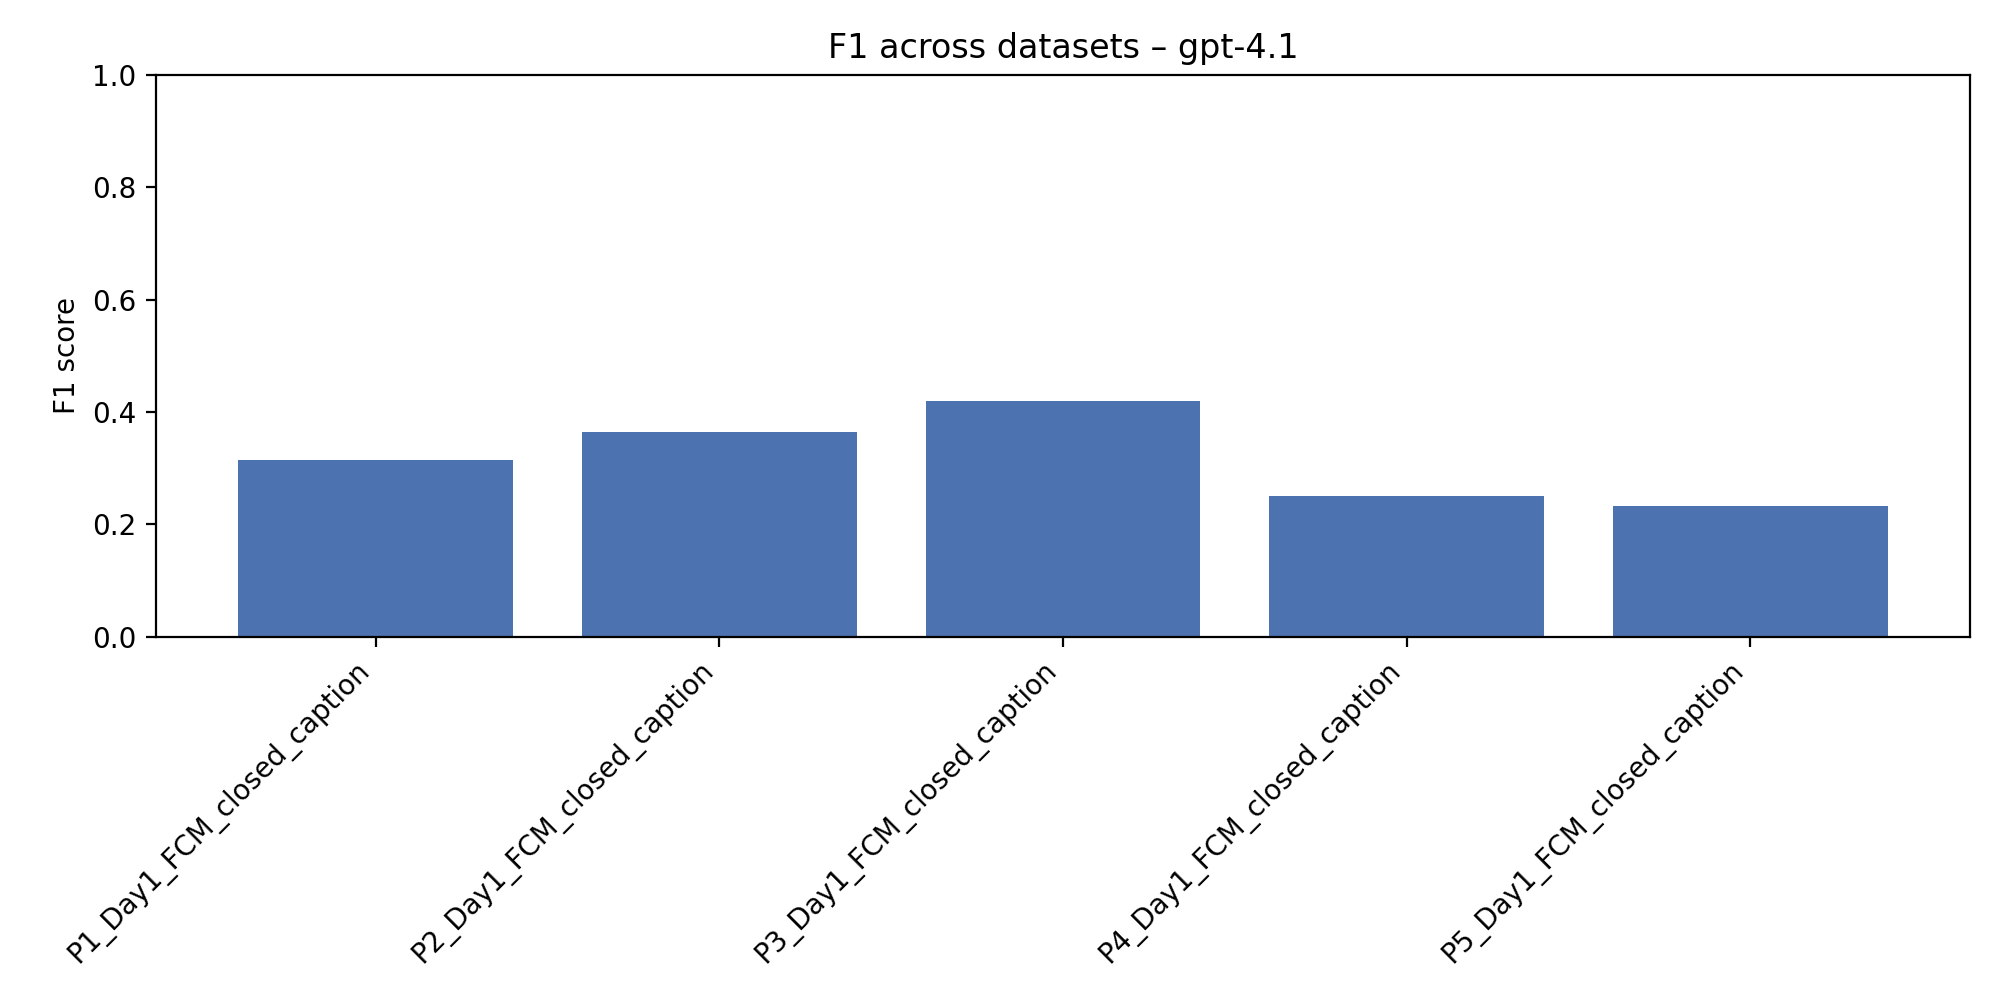 F1 across datasets – gpt-4.1
F1 score
1.0
0.8
0.6
0.4
0.2
0.0
P1_Day1_FCM_closed_caption
P2_Day1_FCM_closed_caption
P3_Day1_FCM_closed_caption
P4_Day1_FCM_closed_caption
P5_Day1_FCM_closed_caption